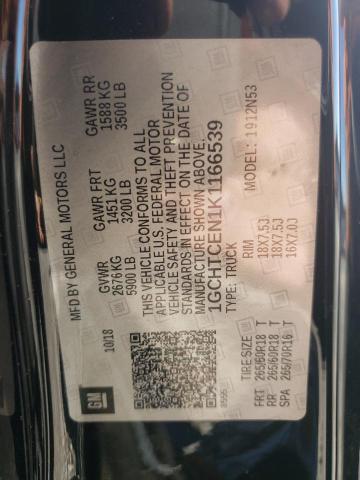 MFD BY GENERAL MOTORS LLC
10/18
GVWR GAWR FRT GAWR RR
2676 KG 1451 KG 1588 KG
5900 LB 3200 LB 3500 LB
THIS VEHICLE CONFORMS TO ALL
APPLICABLE U.S. FEDERAL MOTOR
VEHICLE SAFETY AND THEFT PREVENTION
STANDARDS IN EFFECT ON THE DATE OF
MANUFACTURE SHOWN ABOVE.
1GCHTCEN1K1166539
TYPE: TRUCK MODEL: 1912N53
GM
TIRE SIZE RIM
FRT 265/60R18 T 18X7.5J
RR 265/60R18 T 18X7.5J
SPA 265/70R16 T 16X7.0J